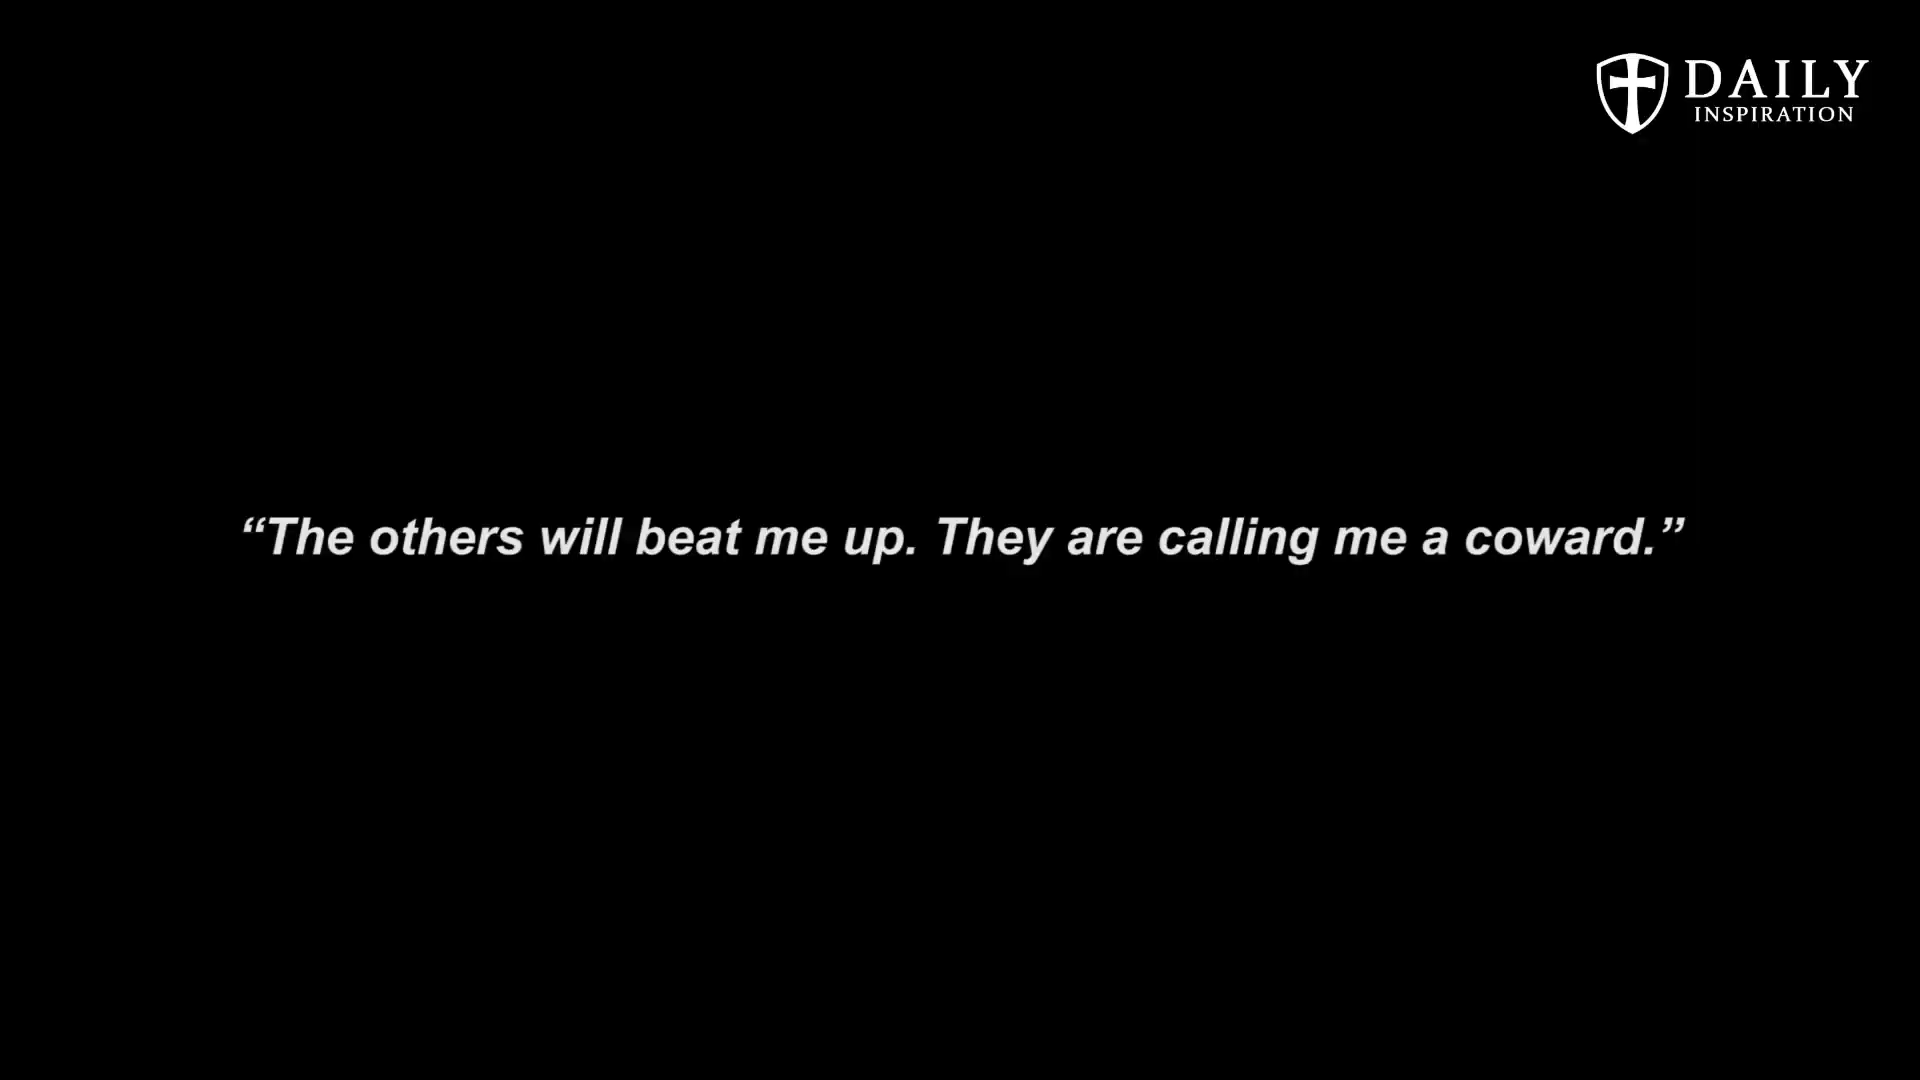 DAILY
INSPIRATION
“The others will beat me up. They are calling me a coward.”